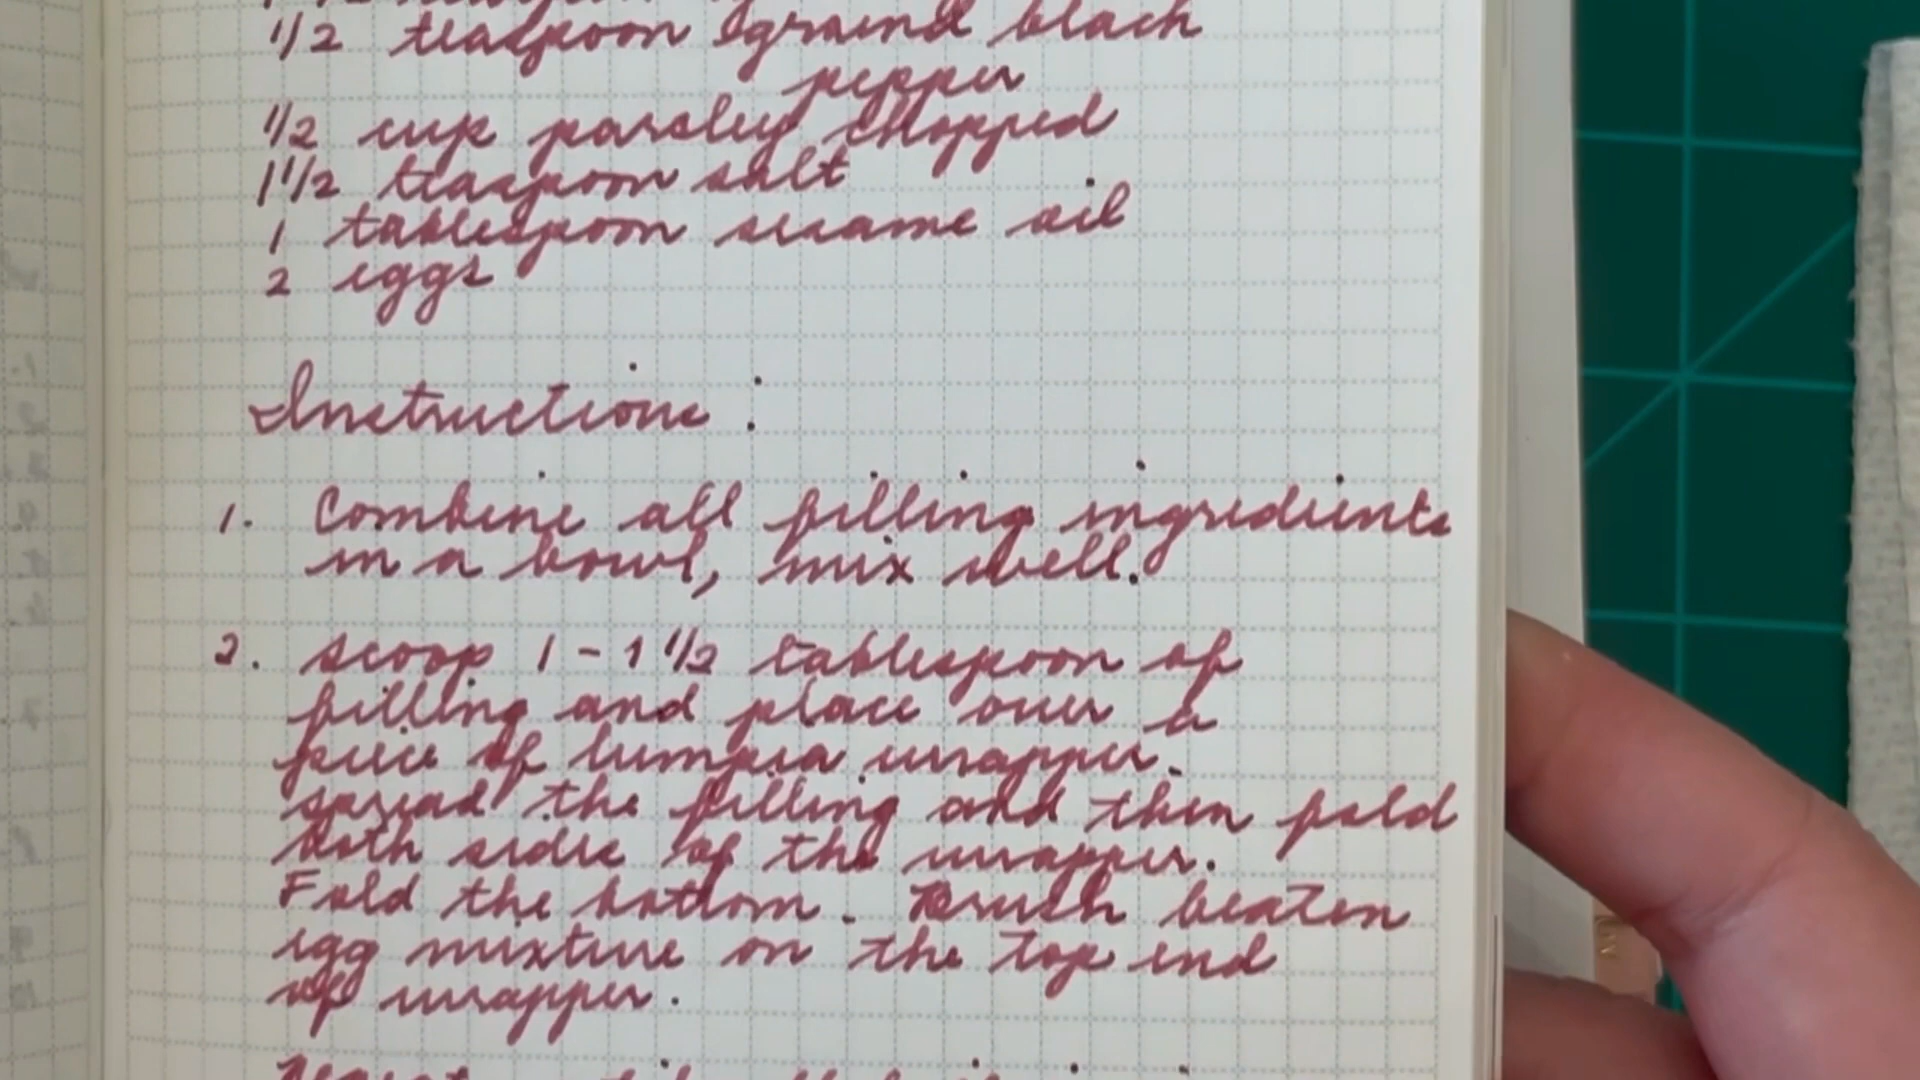 1/2 teaspoon ground black
pepper
1/2 cup parsley chopped
1 1/2 teaspoon salt
1 tablespoon sesame oil
2 eggs
Instructions :
1. Combine all filling ingredients
in a bowl, mix well.
2. scoop 1 - 1 1/2 tablespoon of
filling and place over a
piece of lumpia wrapper.
spread the filling and then fold
both sides of the wrapper.
Fold the bottom. Brush beaten
egg mixture on the top end
of wrapper.